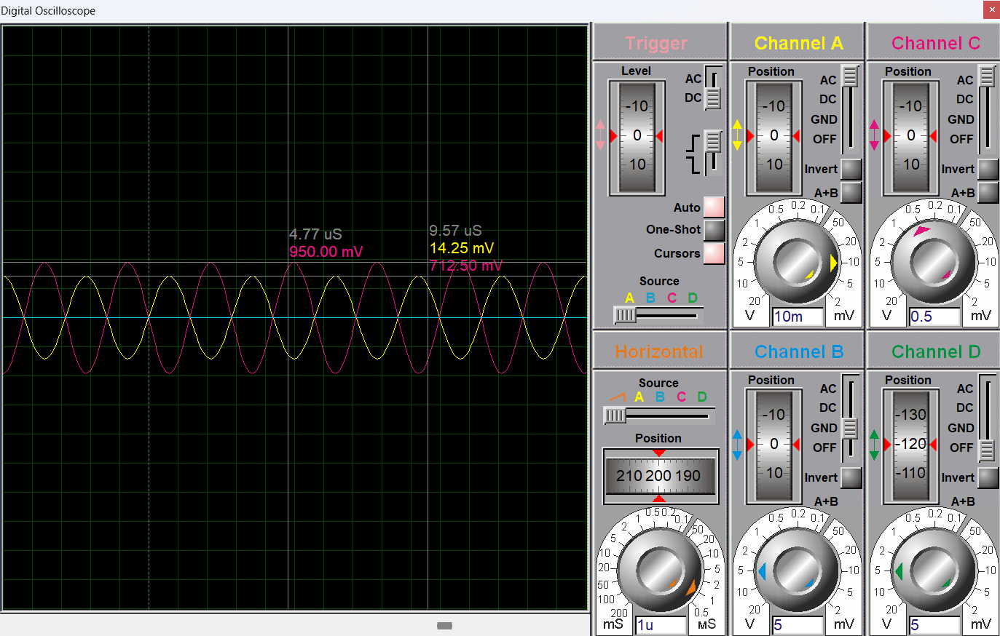 Digital Oscilloscope
4.77 uS
950.00 mV
9.57 uS
14.25 mV
712.50 mV
Trigger
Level
-10
0
10
AC
DC
Auto
One-Shot
Cursors
Source
A B C D
Channel A
Position
-10
0
10
AC
DC
GND
OFF
Invert
A+B
0.5 0.2 0.1
1 50
2 20
5 10
10 5
20 2
V 10m mV
Channel C
Position
-10
0
10
AC
DC
GND
OFF
Invert
A+B
0.5 0.2 0.1
1 50
2 20
5 10
10 5
20 2
V 0.5 mV
Horizontal
Source
A B C D
Position
210 200 190
1 0.5 0.2 0.1
2 50
5 20
10 10
20 5
50 2
100 1
200 0.5
mS 1u мS
Channel B
Position
-10
0
10
AC
DC
GND
OFF
Invert
A+B
0.5 0.2 0.1
1 50
2 20
5 10
10 5
20 2
V 5 mV
Channel D
Position
-130
-120
-110
AC
DC
GND
OFF
Invert
A+B
0.5 0.2 0.1
1 50
2 20
5 10
10 5
20 2
V 5 mV